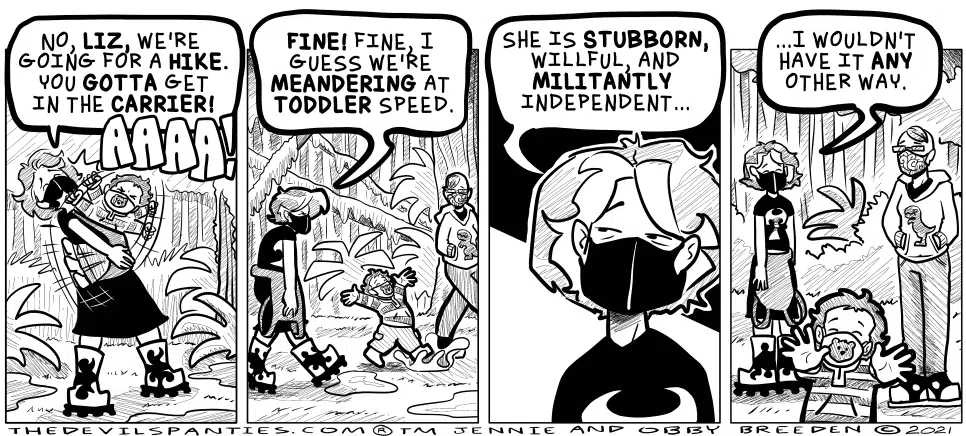 NO, LIZ, WE'RE
GOING FOR A HIKE.
YOU GOTTA GET
IN THE CARRIER!
AAAA!
FINE! FINE, I
GUESS WE'RE
MEANDERING AT
TODDLER SPEED.
SHE IS STUBBORN,
WILLFUL, AND
MILITANTLY
INDEPENDENT...
...I WOULDN'T
HAVE IT ANY
OTHER WAY.
THEDEVILSPANTIES.COM ® TM JENNIE AND OBBY BREEDEN © 2021